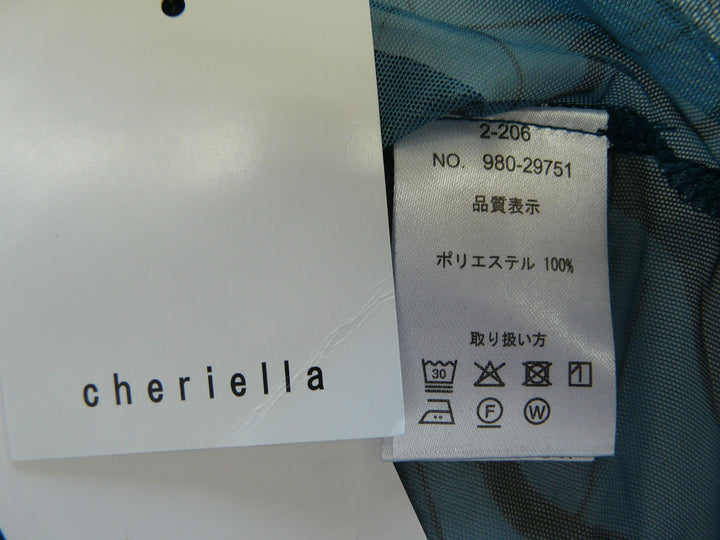 cheriella
2-206
NO. 980-29751
品質表示
ポリエステル 100%
取り扱い方
30
F W